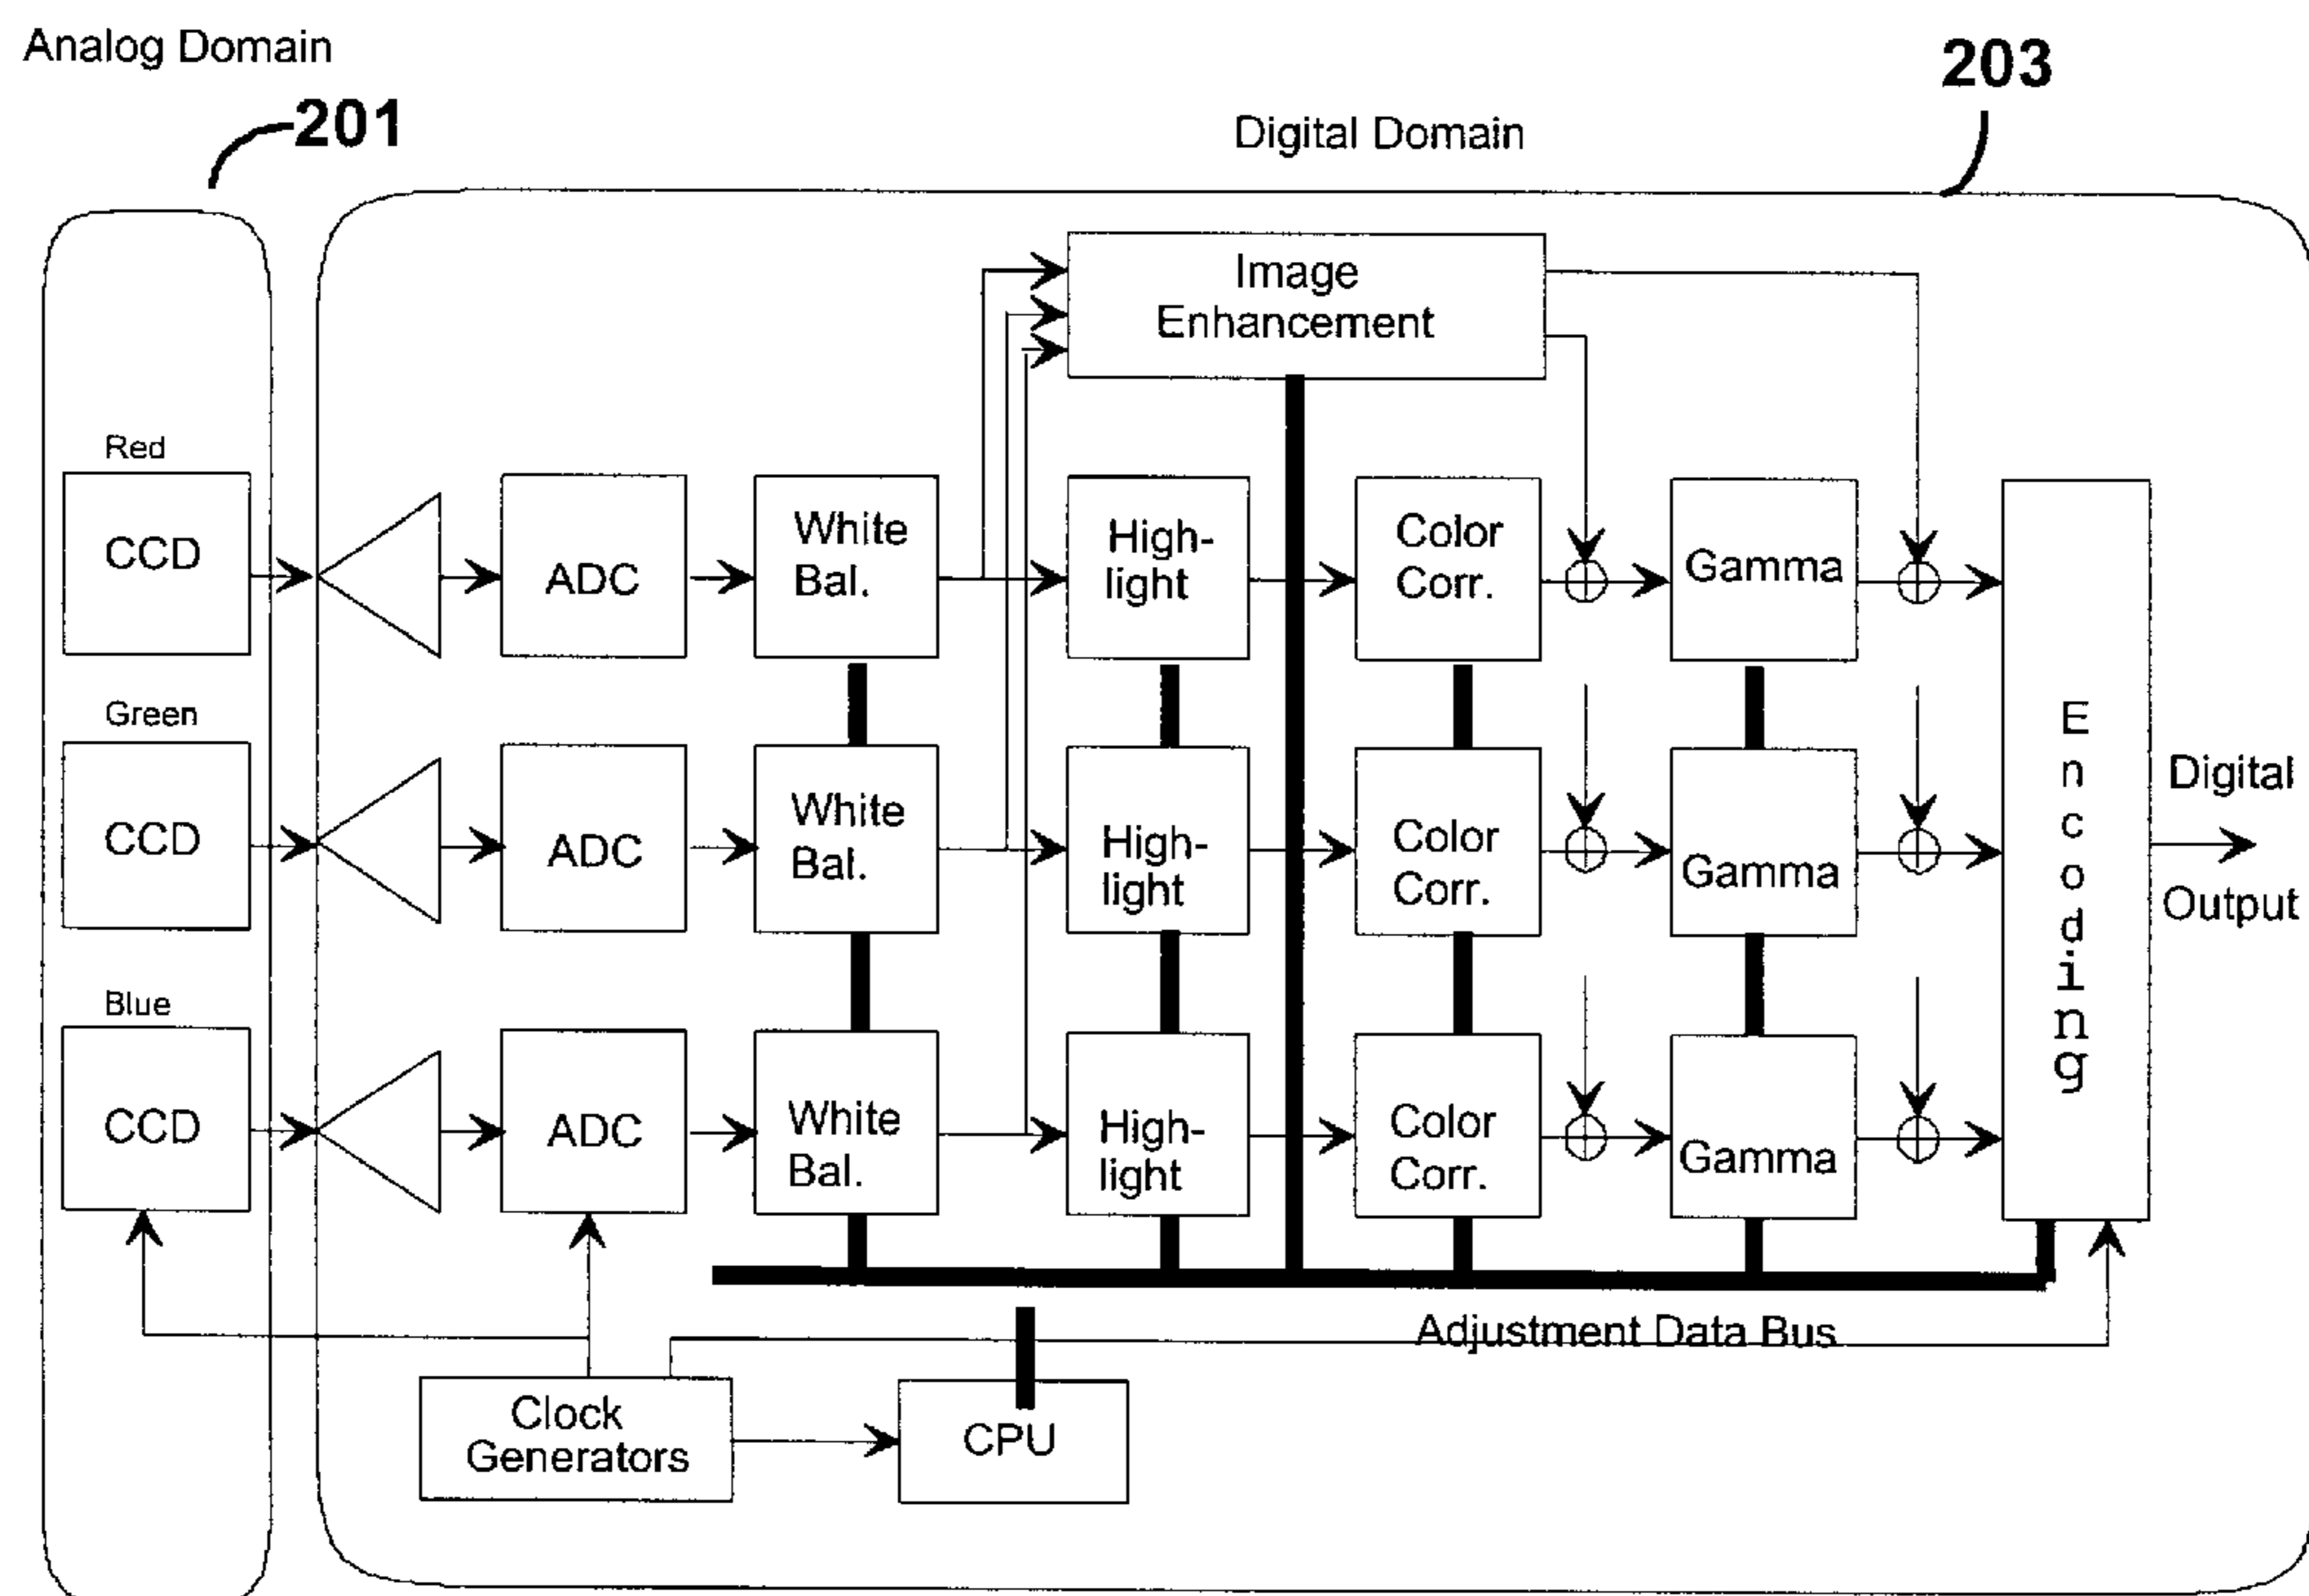 Analog Domain
201
203
Digital Domain
Image
Enhancement
Red
CCD
ADC
White
Bal.
High-
light
Color
Corr.
Gamma
Green
CCD
ADC
White
Bal.
High-
light
Color
Corr.
Gamma
Encoding
Digital
Output
Blue
CCD
ADC
White
Bal.
High-
light
Color
Corr.
Gamma
Adjustment Data Bus
Clock
Generators
CPU